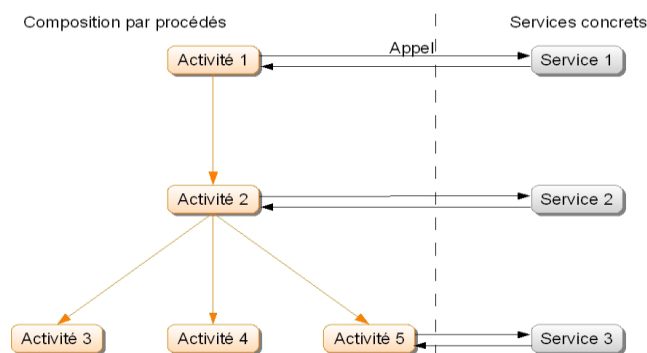 Composition par procédés
Services concrets
Activité 1
Appel
Service 1
Activité 2
Service 2
Activité 3
Activité 4
Activité 5
Service 3